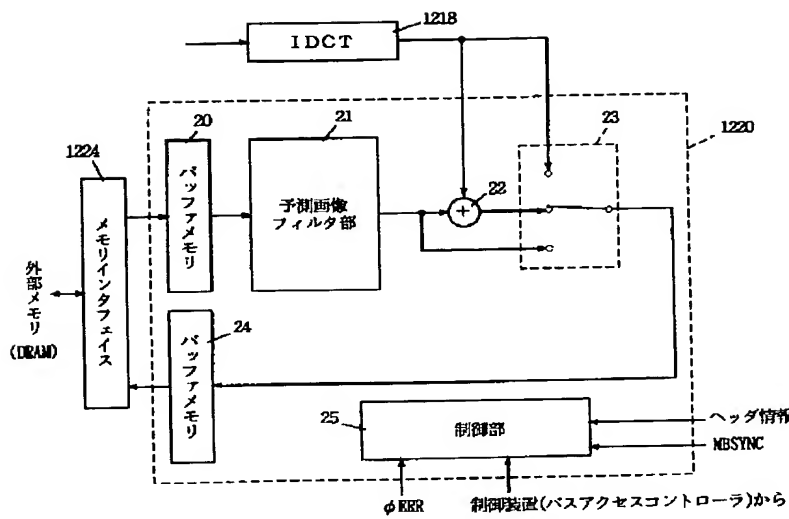 1218
IDCT
20
21
23
1220
1224
バッファメモリ
予測画像
フィルタ部
22
メモリインタフェイス
外部メモリ
(DRAM)
24
バッファメモリ
25
制御部
ヘッダ情報
MBSYNC
φERR
制御装置(バスアクセスコントローラ)から